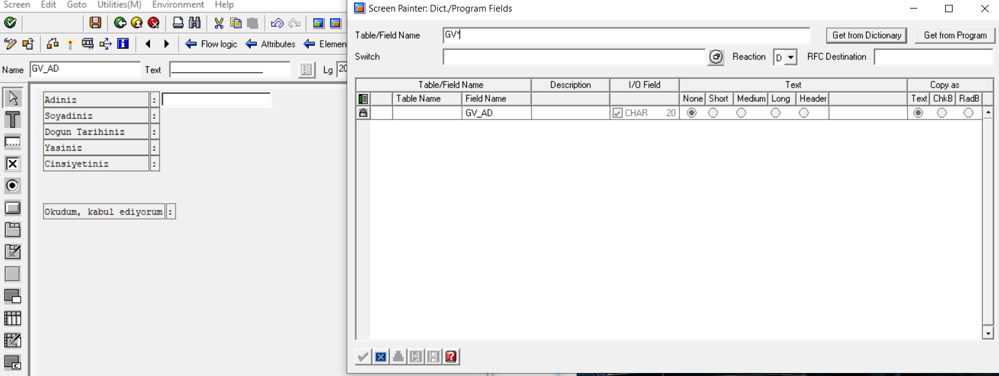 Screen Edit Goto Utilities(M) Environment Help
Flow logic Attributes Elemen
Name GV_AD Text Lg 20
Adiniz :
Soyadiniz :
Dogun Tarihiniz :
Yasiniz :
Cinsiyetiniz :
Okudum, kabul ediyorum :
Screen Painter: Dict./Program Fields
Table/Field Name GV* Get from Dictionary Get from Program
Switch Reaction D RFC Destination
Table/Field Name Description I/O Field Text Copy as
Table Name Field Name None Short Medium Long Header Text ChkB RadB
GV_AD CHAR 20